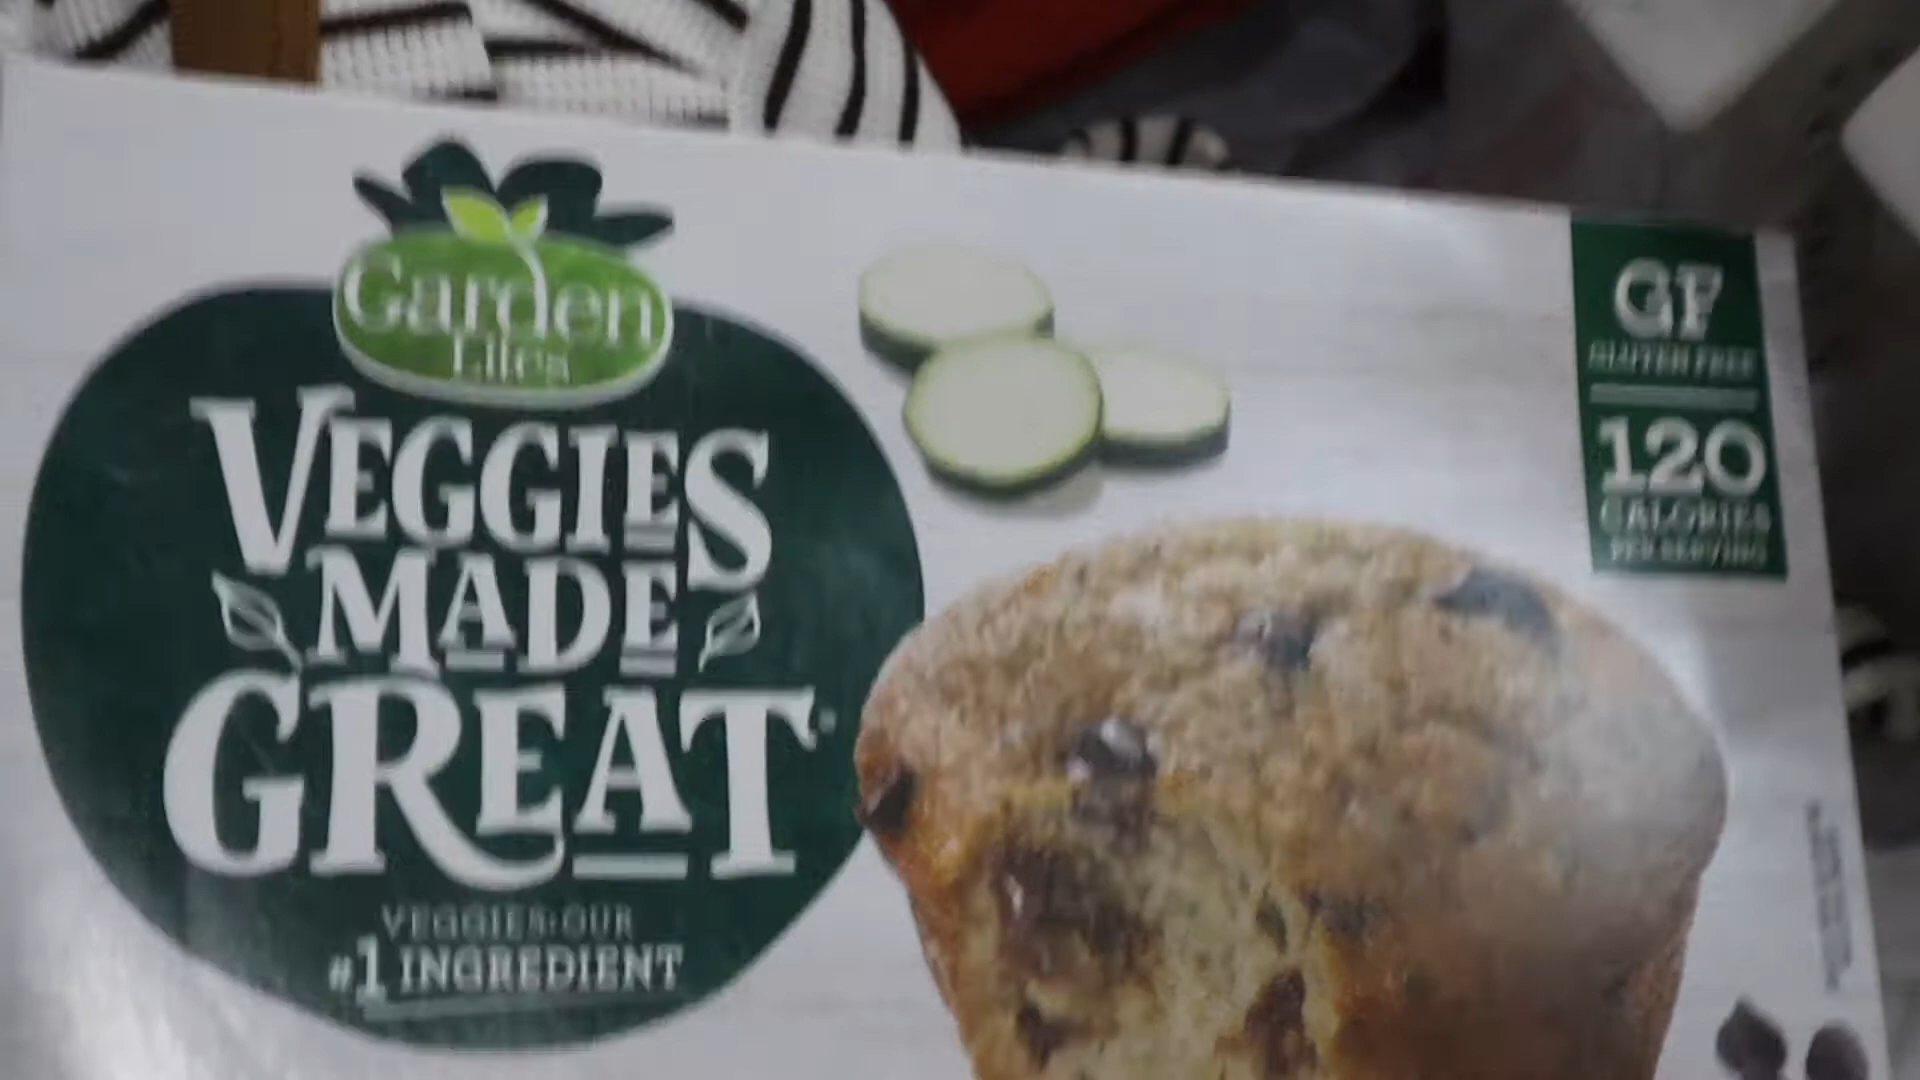 Garden
Lites
VEGGIES
MADE
GREAT
VEGGIES: OUR
#1 INGREDIENT
GF
GLUTEN FREE
120
CALORIES
PER SERVING